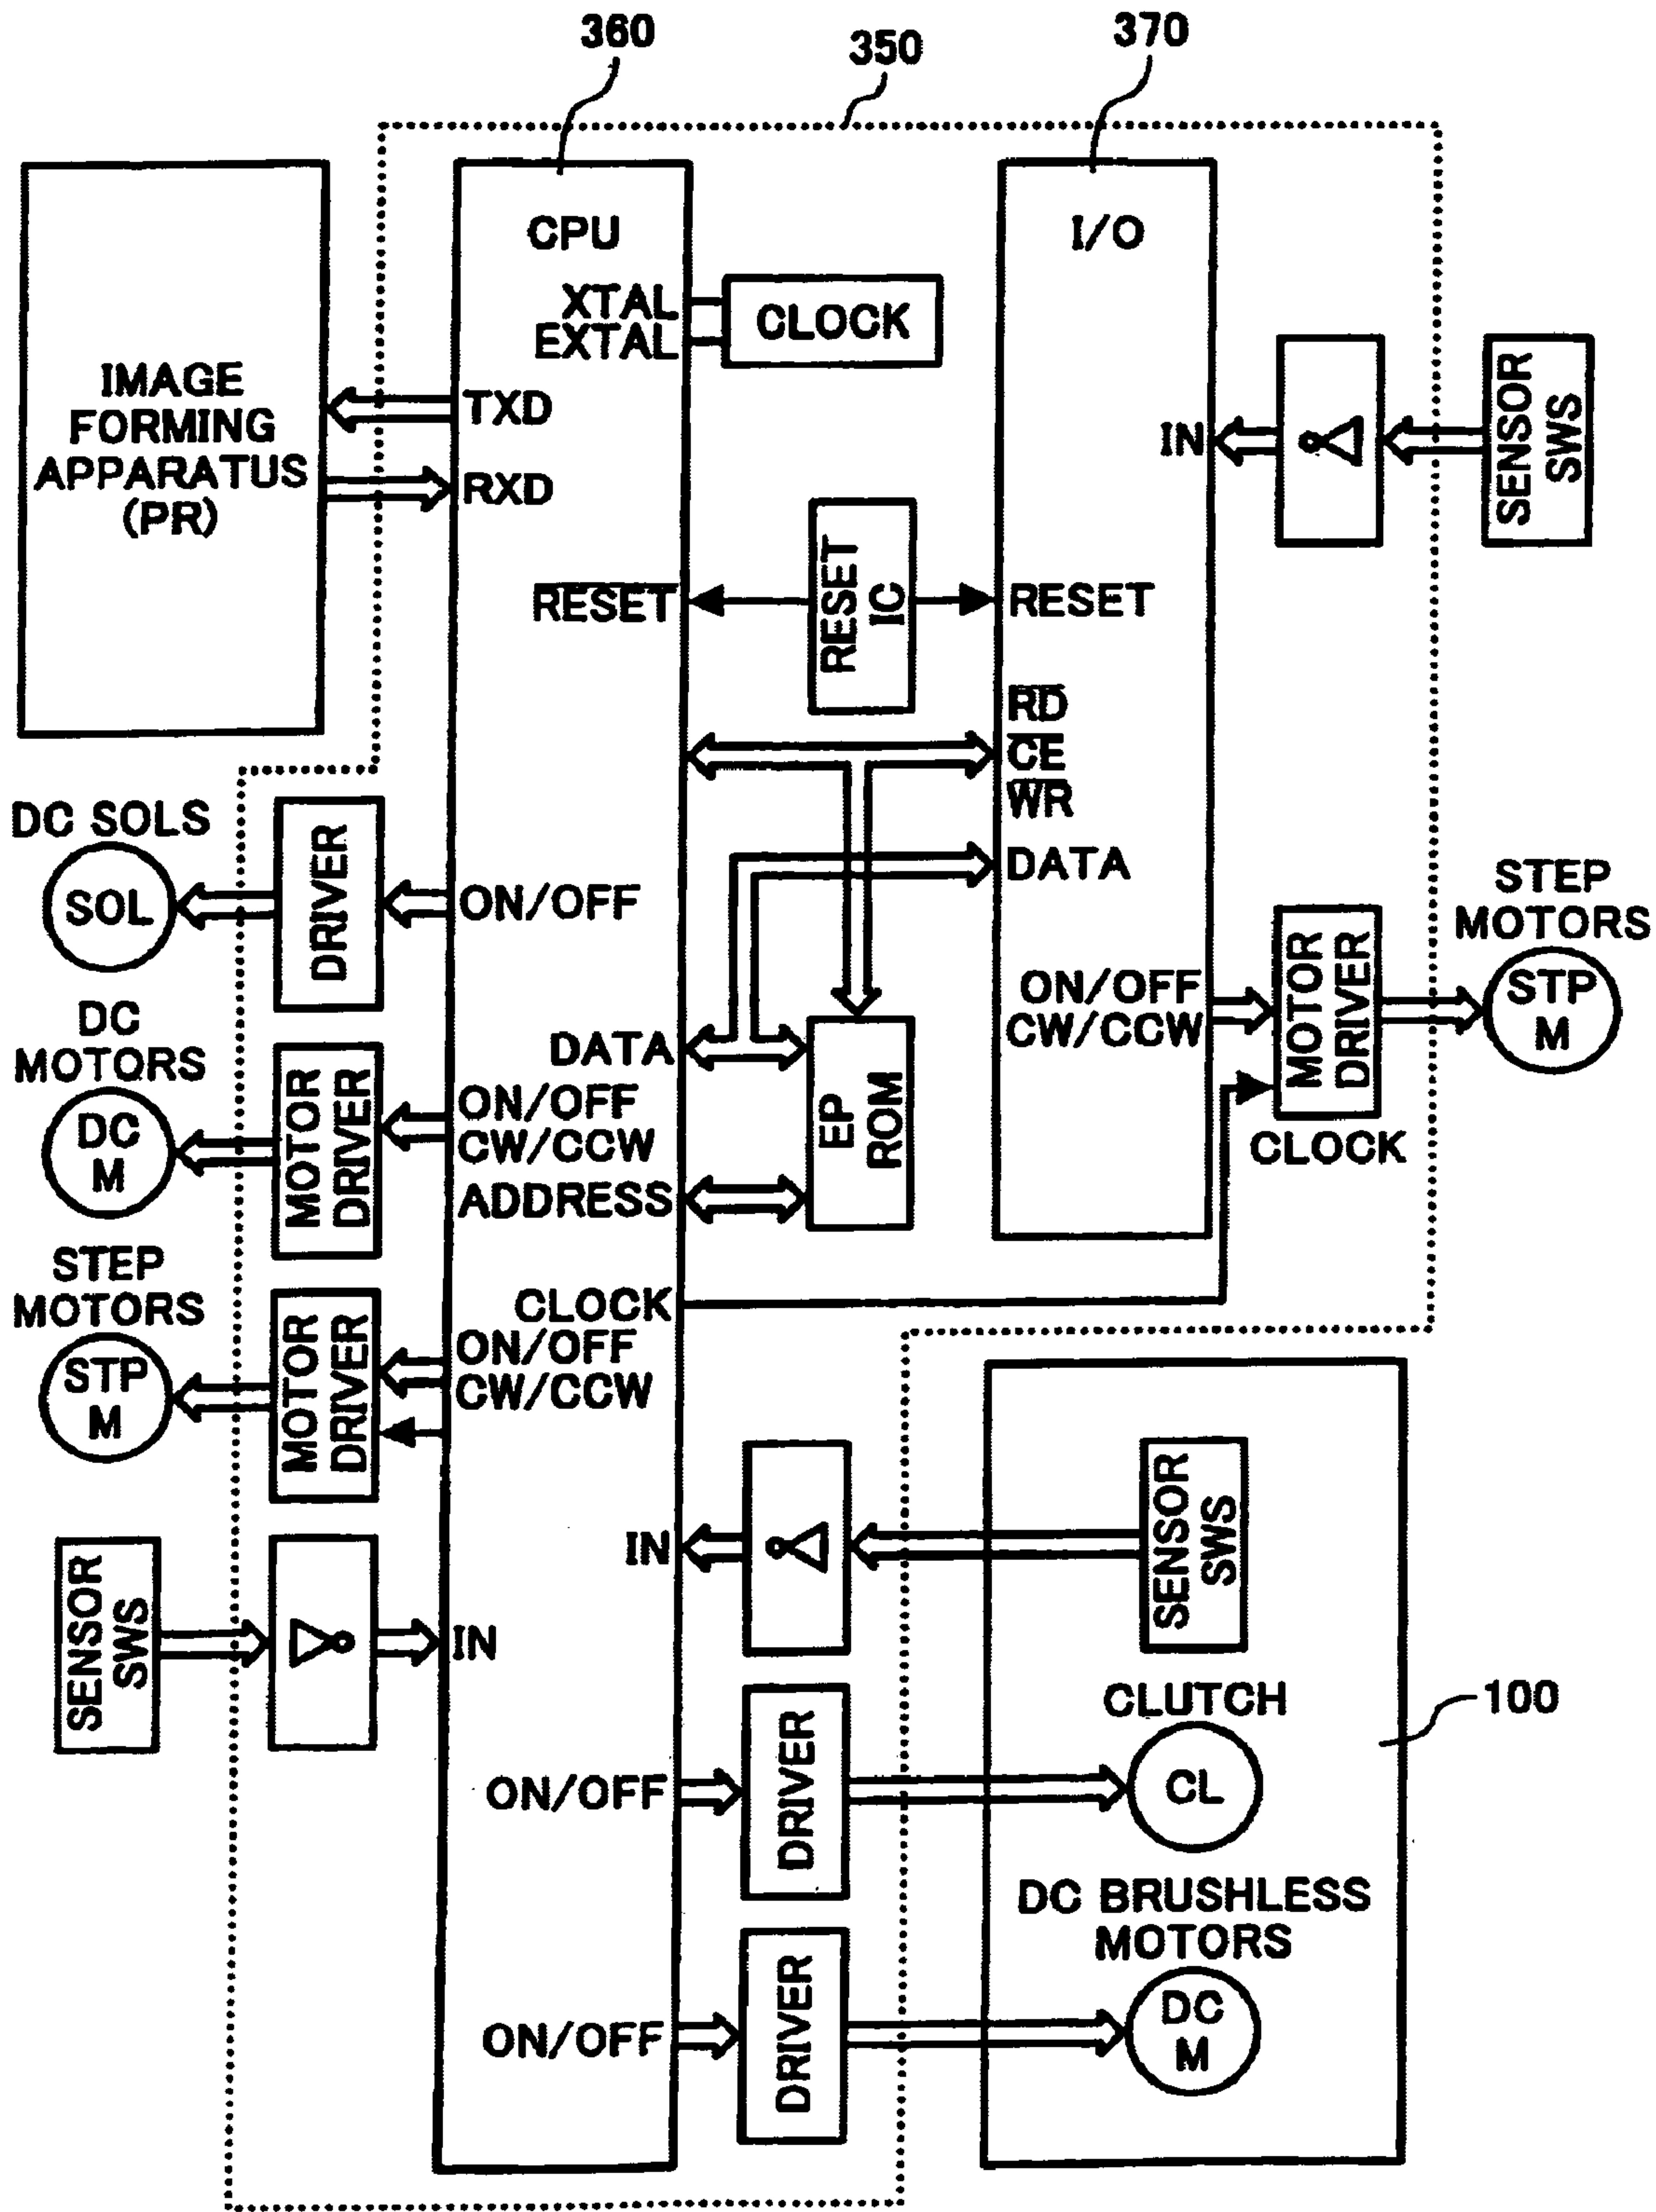 360
350
370
CPU
I/O
XTAL
EXTAL
CLOCK
IMAGE
FORMING
APPARATUS
(PR)
TXD
RXD
IN
SENSOR
SWS
R̅E̅S̅E̅T̅
RESET
IC
RESET
R̅D̅
C̅E̅
W̅R̅
DATA
DC SOLS
SOL
DRIVER
ON/OFF
STEP
MOTORS
STP
M
MOTOR
DRIVER
ON/OFF
CW/CCW
CLOCK
DC
MOTORS
DC
M
MOTOR
DRIVER
DATA
ON/OFF
CW/CCW
ADDRESS
EP
ROM
STEP
MOTORS
STP
M
MOTOR
DRIVER
CLOCK
ON/OFF
CW/CCW
SENSOR
SWS
IN
IN
SENSOR
SWS
CLUTCH
CL
100
ON/OFF
DRIVER
DC BRUSHLESS
MOTORS
DC
M
ON/OFF
DRIVER